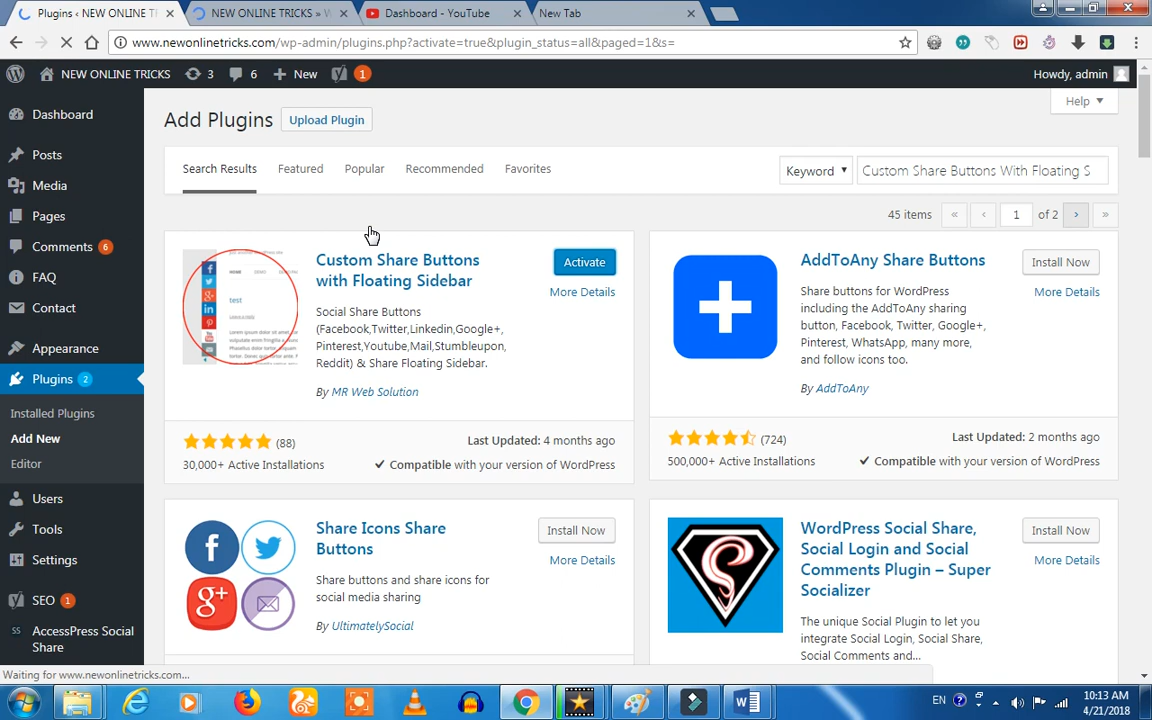 Plugins ‹ NEW ONLINE T
NEW ONLINE TRICKS » W
Dashboard - YouTube
New Tab
www.newonlinetricks.com/wp-admin/plugins.php?activate=true&plugin_status=all&paged=1&s=
NEW ONLINE TRICKS
3
6
New
1
Howdy, admin
Dashboard
Posts
Media
Pages
Comments 6
FAQ
Contact
Appearance
Plugins 2
Installed Plugins
Add New
Editor
Users
Tools
Settings
SEO 1
AccessPress Social
Share
Help
Add Plugins
Upload Plugin
Search Results
Featured
Popular
Recommended
Favorites
Keyword
Custom Share Buttons With Floating S
45 items
«
‹
1
of 2
›
»
Custom Share Buttons
with Floating Sidebar
Activate
More Details
Social Share Buttons
(Facebook,Twitter,Linkedin,Google+,
Pinterest,Youtube,Mail,Stumbleupon,
Reddit) & Share Floating Sidebar.
By MR Web Solution
(88)
Last Updated: 4 months ago
30,000+ Active Installations
Compatible with your version of WordPress
AddToAny Share Buttons
Install Now
More Details
Share buttons for WordPress
including the AddToAny sharing
button, Facebook, Twitter, Google+,
Pinterest, WhatsApp, many more,
and follow icons too.
By AddToAny
(724)
Last Updated: 2 months ago
500,000+ Active Installations
Compatible with your version of WordPress
Share Icons Share
Buttons
Install Now
More Details
Share buttons and share icons for
social media sharing
By UltimatelySocial
WordPress Social Share,
Social Login and Social
Comments Plugin – Super
Socializer
Install Now
More Details
The unique Social Plugin to let you
integrate Social Login, Social Share,
Social Comments and...
Waiting for www.newonlinetricks.com...
EN
10:13 AM
4/21/2018